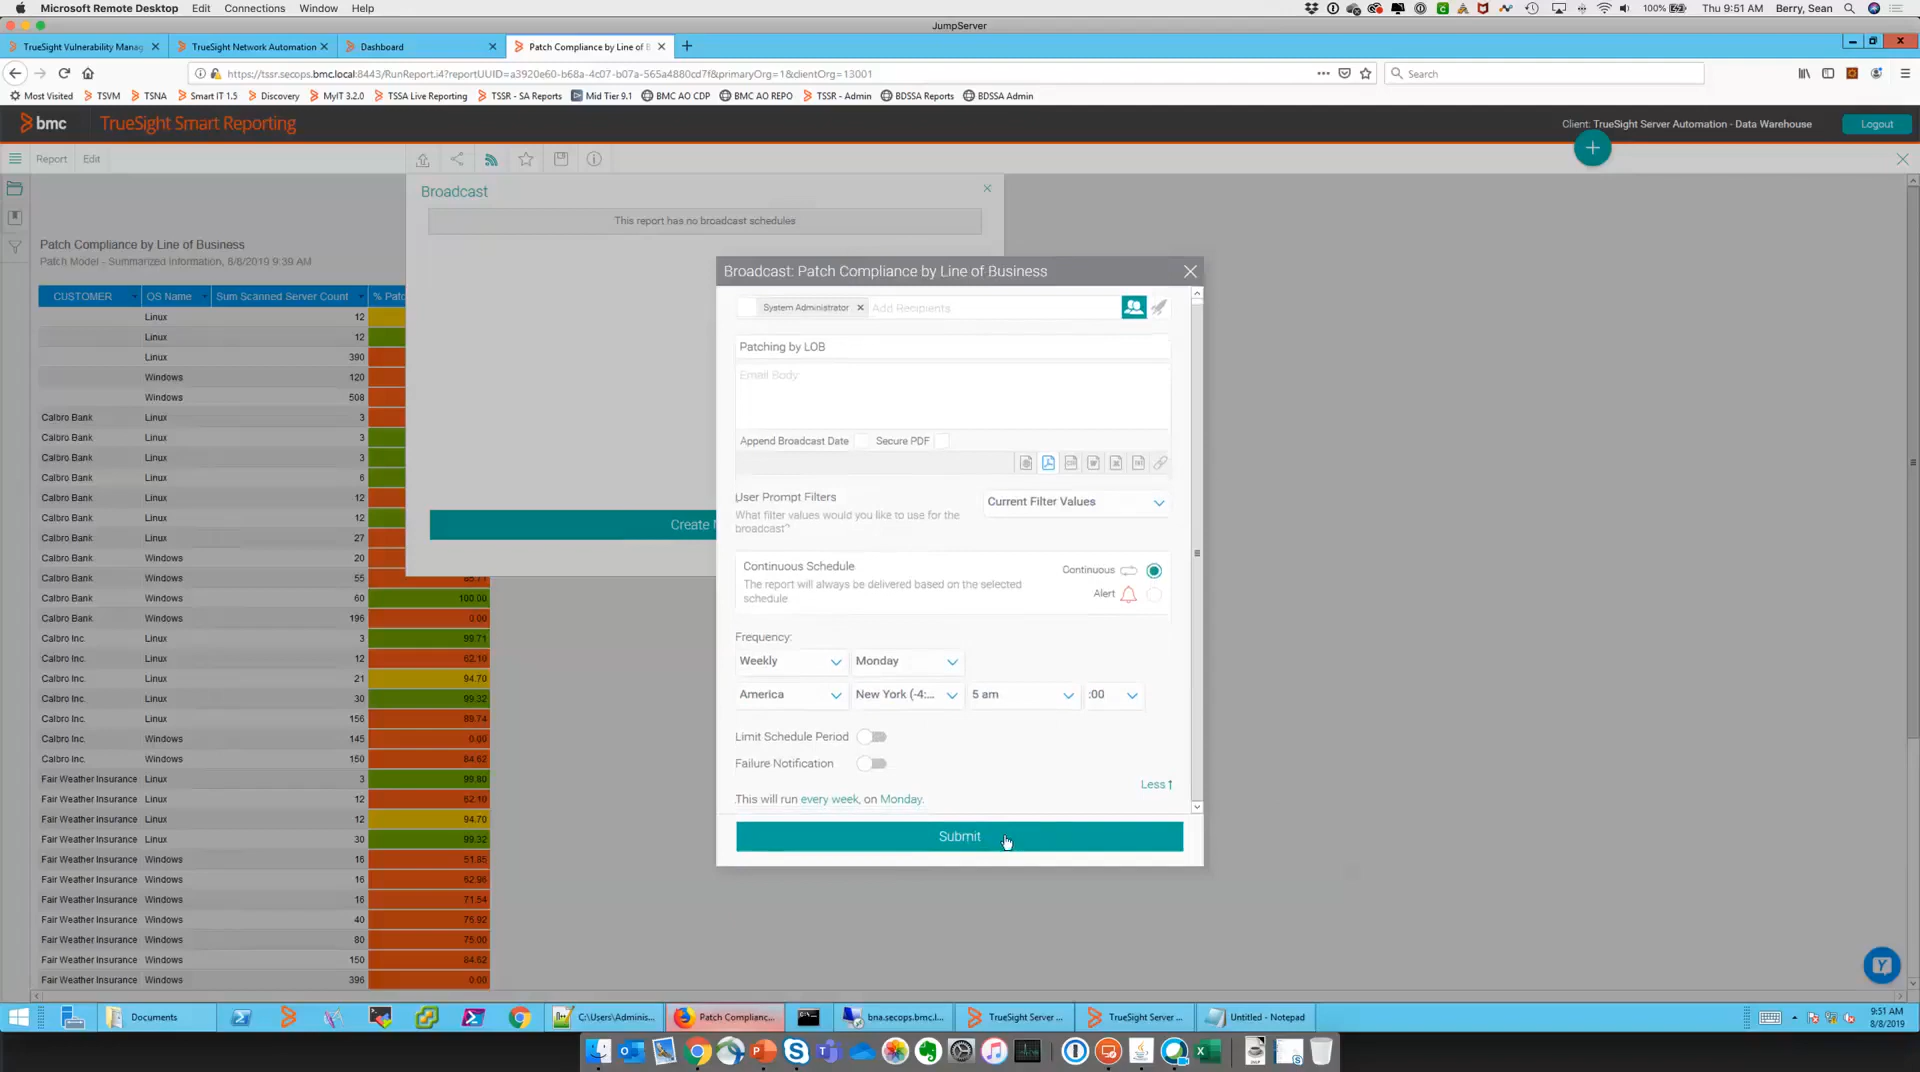 Microsoft Remote Desktop Edit Connections Window Help 100% Thu 9:51 AM Berry, Sean
JumpServer
TrueSight Vulnerability Manag TrueSight Network Automation Dashboard Patch Compliance by Line of B
https://tssr.secops.bmc.local:8443/RunReport.i4?reportUUID=a3920e60-b68a-4c07-b07a-565a4880cd7f&primaryOrg=1&clientOrg=13001 Search
Most Visited TSVM TSNA Smart IT 1.5 Discovery MyIT 3.2.0 TSSA Live Reporting TSSR - SA Reports Mid Tier 9.1 BMC AO CDP BMC AO REPO TSSR - Admin BDSSA Reports BDSSA Admin
bmc TrueSight Smart Reporting Client: TrueSight Server Automation - Data Warehouse Logout
Report Edit
Broadcast
This report has no broadcast schedules
Create
Patch Compliance by Line of Business
Patch Model - Summarized Information, 8/8/2019 9:39 AM
CUSTOMER OS Name Sum Scanned Server Count % Patc
Linux 12
Linux 12
Linux 390
Windows 120
Windows 508
Calbro Bank Linux 3
Calbro Bank Linux 3
Calbro Bank Linux 3
Calbro Bank Linux 6
Calbro Bank Linux 12
Calbro Bank Linux 12
Calbro Bank Linux 27
Calbro Bank Windows 20
Calbro Bank Windows 55
Calbro Bank Windows 60 100.00
Calbro Bank Windows 196 0.00
Calbro Inc. Linux 3 99.71
Calbro Inc. Linux 12 62.10
Calbro Inc. Linux 21 94.70
Calbro Inc. Linux 30 99.32
Calbro Inc. Linux 156 89.74
Calbro Inc. Windows 145 0.00
Calbro Inc. Windows 150 84.62
Fair Weather Insurance Linux 3 99.80
Fair Weather Insurance Linux 12 62.10
Fair Weather Insurance Linux 12 94.70
Fair Weather Insurance Linux 30 99.32
Fair Weather Insurance Windows 16 51.85
Fair Weather Insurance Windows 16 62.96
Fair Weather Insurance Windows 16 71.54
Fair Weather Insurance Windows 40 75.92
Fair Weather Insurance Windows 80 75.00
Fair Weather Insurance Windows 150 84.62
Fair Weather Insurance Windows 396 0.00
Broadcast: Patch Compliance by Line of Business
System Administrator Add Recipients
Patching by LOB
Email Body
Append Broadcast Date Secure PDF
User Prompt Filters Current Filter Values
What filter values would you like to use for the
broadcast?
Continuous Schedule Continuous
The report will always be delivered based on the selected
schedule
Alert
Frequency:
Weekly Monday
America New York (-4:... 5 am :00
Limit Schedule Period
Failure Notification
Less
This will run every week, on Monday.
Submit
Documents C:\Users\Adminis... Patch Complianc... bna.secops.bmc.l... TrueSight Server ... TrueSight Server ... Untitled - Notepad
9:51 AM
8/8/2019